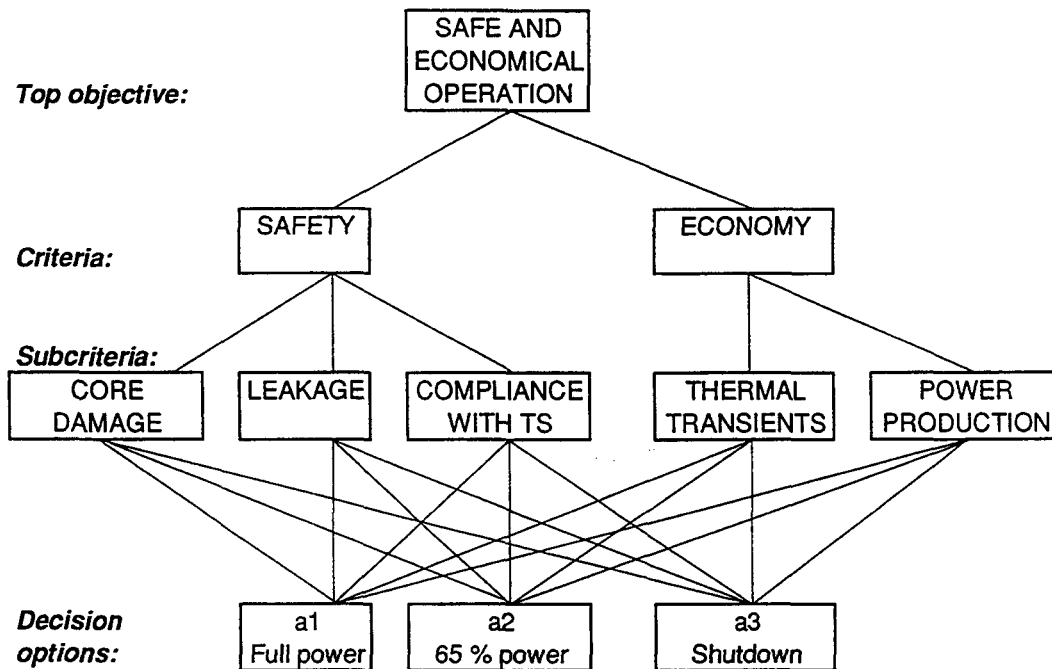 SAFE AND
ECONOMICAL
OPERATION
Top objective:
SAFETY
ECONOMY
Criteria:
Subcriteria:
CORE
DAMAGE
LEAKAGE
COMPLIANCE
WITH TS
THERMAL
TRANSIENTS
POWER
PRODUCTION
Decision
options:
a1
Full power
a2
65 % power
a3
Shutdown